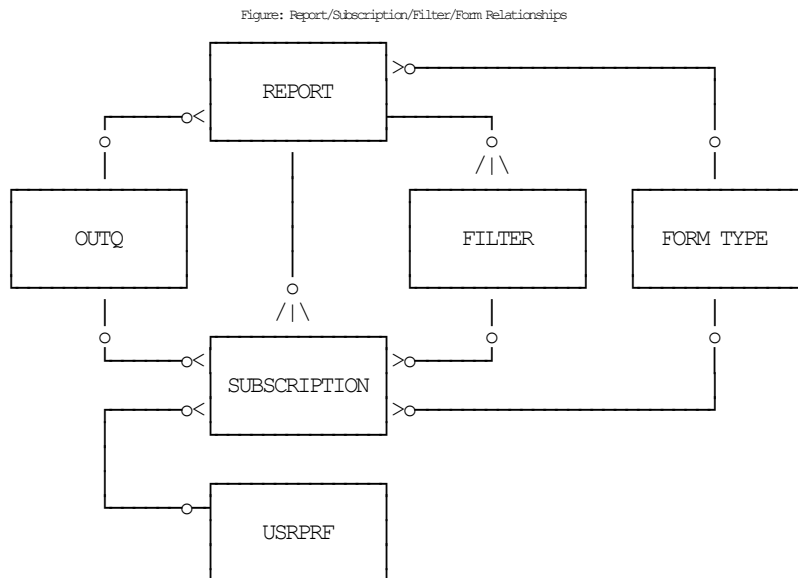 Figure: Report/Subscription/Filter/Form Relationships
REPORT
OUTQ
FILTER
FORM TYPE
SUBSCRIPTION
USRPRF